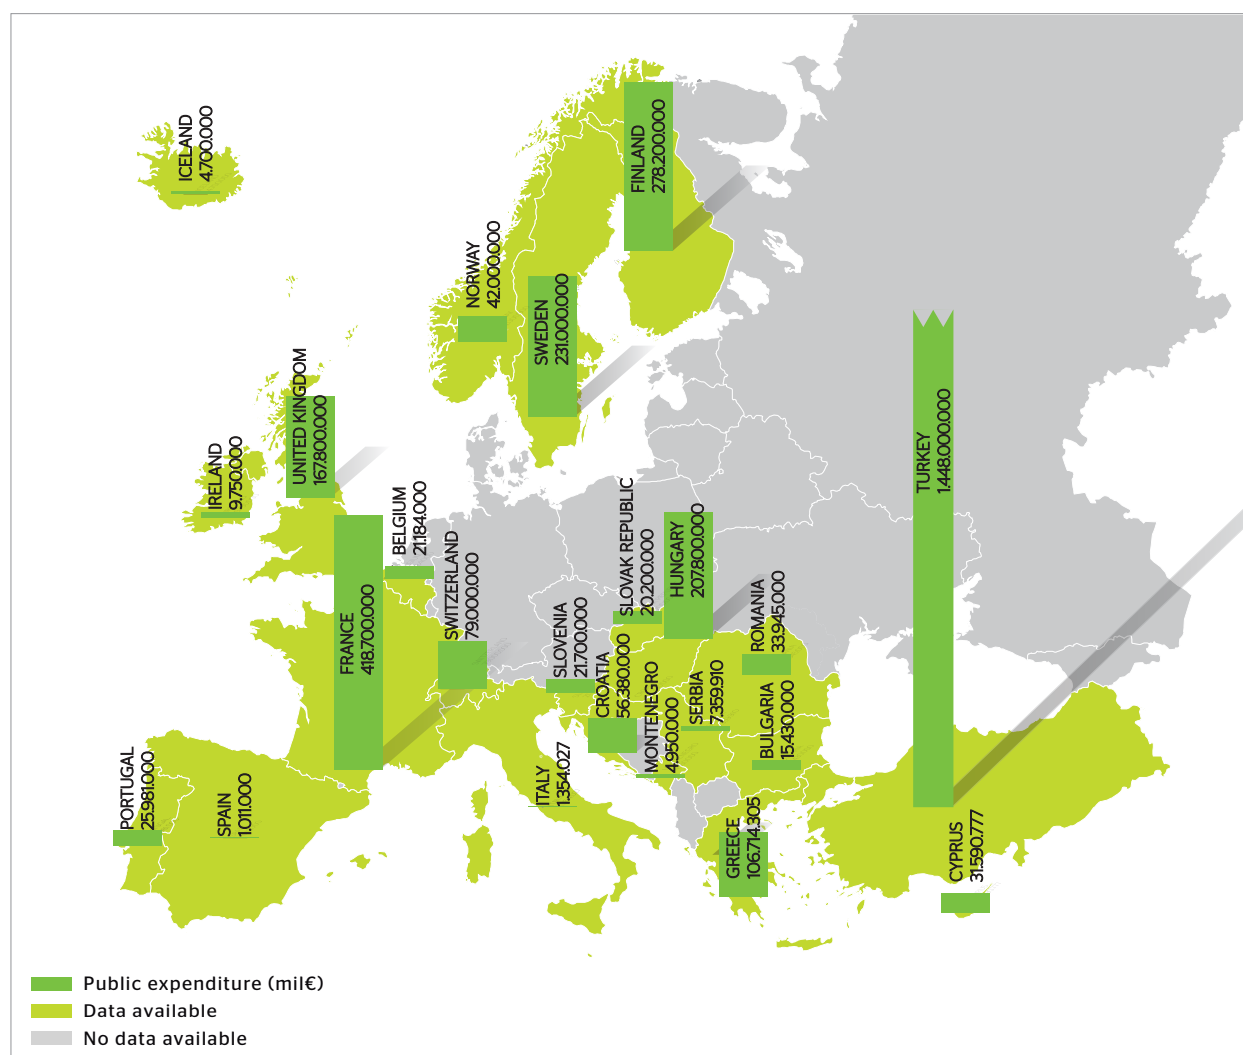 ICELAND
4.700.000
FINLAND
278.200.000
NORWAY
42.000.000
SWEDEN
231.000.000
UNITED KINGDOM
167.800.000
IRELAND
9.750.000
BELGIUM
21.184.000
SWITZERLAND
79.000.000
FRANCE
418.700.000
SLOVENIA
21.700.000
SLOVAK REPUBLIC
20.200.000
HUNGARY
207.800.000
ROMANIA
33.945.000
CROATIA
56.380.000
MONTENEGRO
4.950.000
SERBIA
7.359.910
BULGARIA
15.430.000
TURKEY
1.448.000.000
PORTUGAL
25.981.000
SPAIN
1.011.000
ITALY
1.354.027
GREECE
106.714.305
CYPRUS
31.590.777
Public expenditure (mil€)
Data available
No data available